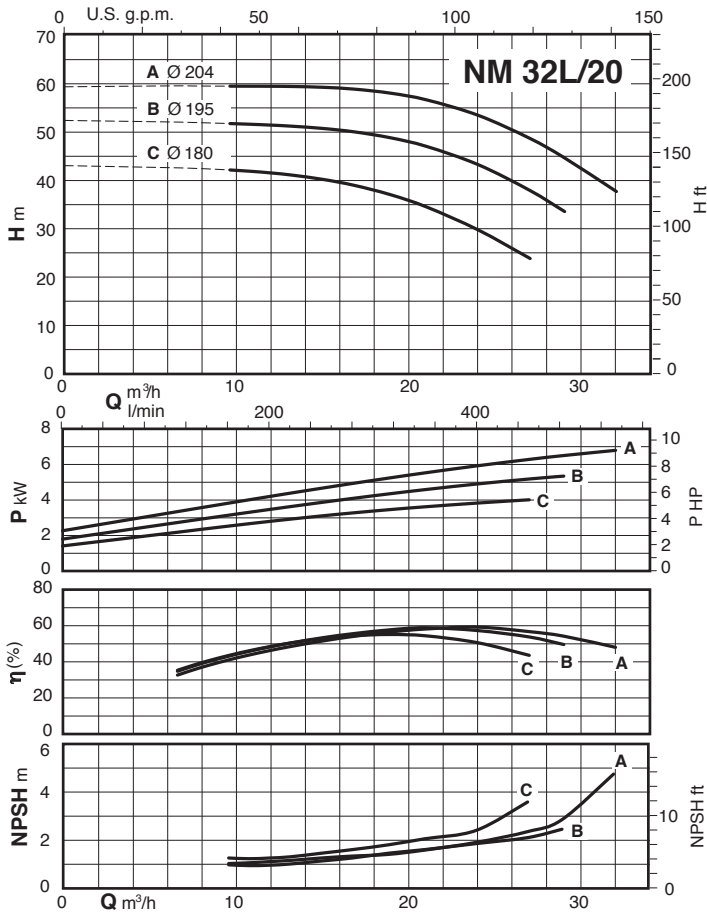 0 U.S. g.p.m. 50 100 150
70
60
50
40
30
20
10
0
H m
A Ø 204
B Ø 195
C Ø 180
NM 32L/20
200
150
100
50
0
H ft
0 10 20 30
Q m³/h
l/min
0 200 400
8
6
4
2
0
P kW
A
B
C
10
8
6
4
2
0
P HP
80
60
40
20
0
η (%)
C B A
6
4
2
0
NPSH m
A
C
B
10
0
NPSH ft
0 Q m³/h 10 20 30